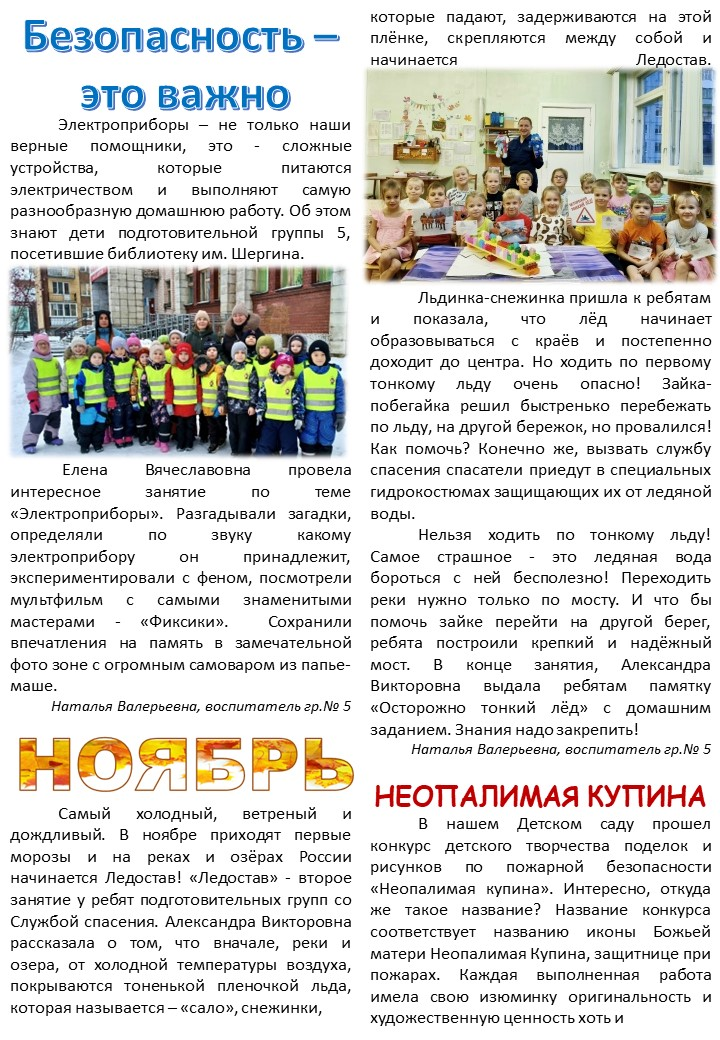 Безопасность –
это важно
Электроприборы – не только наши
верные помощники, это - сложные
устройства, которые питаются
электричеством и выполняют самую
разнообразную домашнюю работу. Об этом
знают дети подготовительной группы 5,
посетившие библиотеку им. Шергина.
Елена Вячеславовна провела
интересное занятие по теме
«Электроприборы». Разгадывали загадки,
определяли по звуку какому
электроприбору он принадлежит,
экспериментировали с феном, посмотрели
мультфильм с самыми знаменитыми
мастерами - «Фиксики». Сохранили
впечатления на память в замечательной
фото зоне с огромным самоваром из папье-
маше.
Наталья Валерьевна, воспитатель гр.№ 5
НОЯБРЬ
Самый холодный, ветреный и
дождливый. В ноябре приходят первые
морозы и на реках и озёрах России
начинается Ледостав! «Ледостав» - второе
занятие у ребят подготовительных групп со
Службой спасения. Александра Викторовна
рассказала о том, что вначале, реки и
озера, от холодной температуры воздуха,
покрываются тоненькой пленочкой льда,
которая называется – «сало», снежинки,
которые падают, задерживаются на этой
плёнке, скрепляются между собой и
начинается Ледостав.
Льдинка-снежинка пришла к ребятам
и показала, что лёд начинает
образовываться с краёв и постепенно
доходит до центра. Но ходить по первому
тонкому льду очень опасно! Зайка-
побегайка решил быстренько перебежать
по льду, на другой бережок, но провалился!
Как помочь? Конечно же, вызвать службу
спасения спасатели приедут в специальных
гидрокостюмах защищающих их от ледяной
воды.
Нельзя ходить по тонкому льду!
Самое страшное - это ледяная вода
бороться с ней бесполезно! Переходить
реки нужно только по мосту. И что бы
помочь зайке перейти на другой берег,
ребята построили крепкий и надёжный
мост. В конце занятия, Александра
Викторовна выдала ребятам памятку
«Осторожно тонкий лёд» с домашним
заданием. Знания надо закрепить!
Наталья Валерьевна, воспитатель гр.№ 5
НЕОПАЛИМАЯ КУПИНА
В нашем Детском саду прошел
конкурс детского творчества поделок и
рисунков по пожарной безопасности
«Неопалимая купина». Интересно, откуда
же такое название? Название конкурса
соответствует названию иконы Божьей
матери Неопалимая Купина, защитнице при
пожарах. Каждая выполненная работа
имела свою изюминку оригинальность и
художественную ценность хоть и